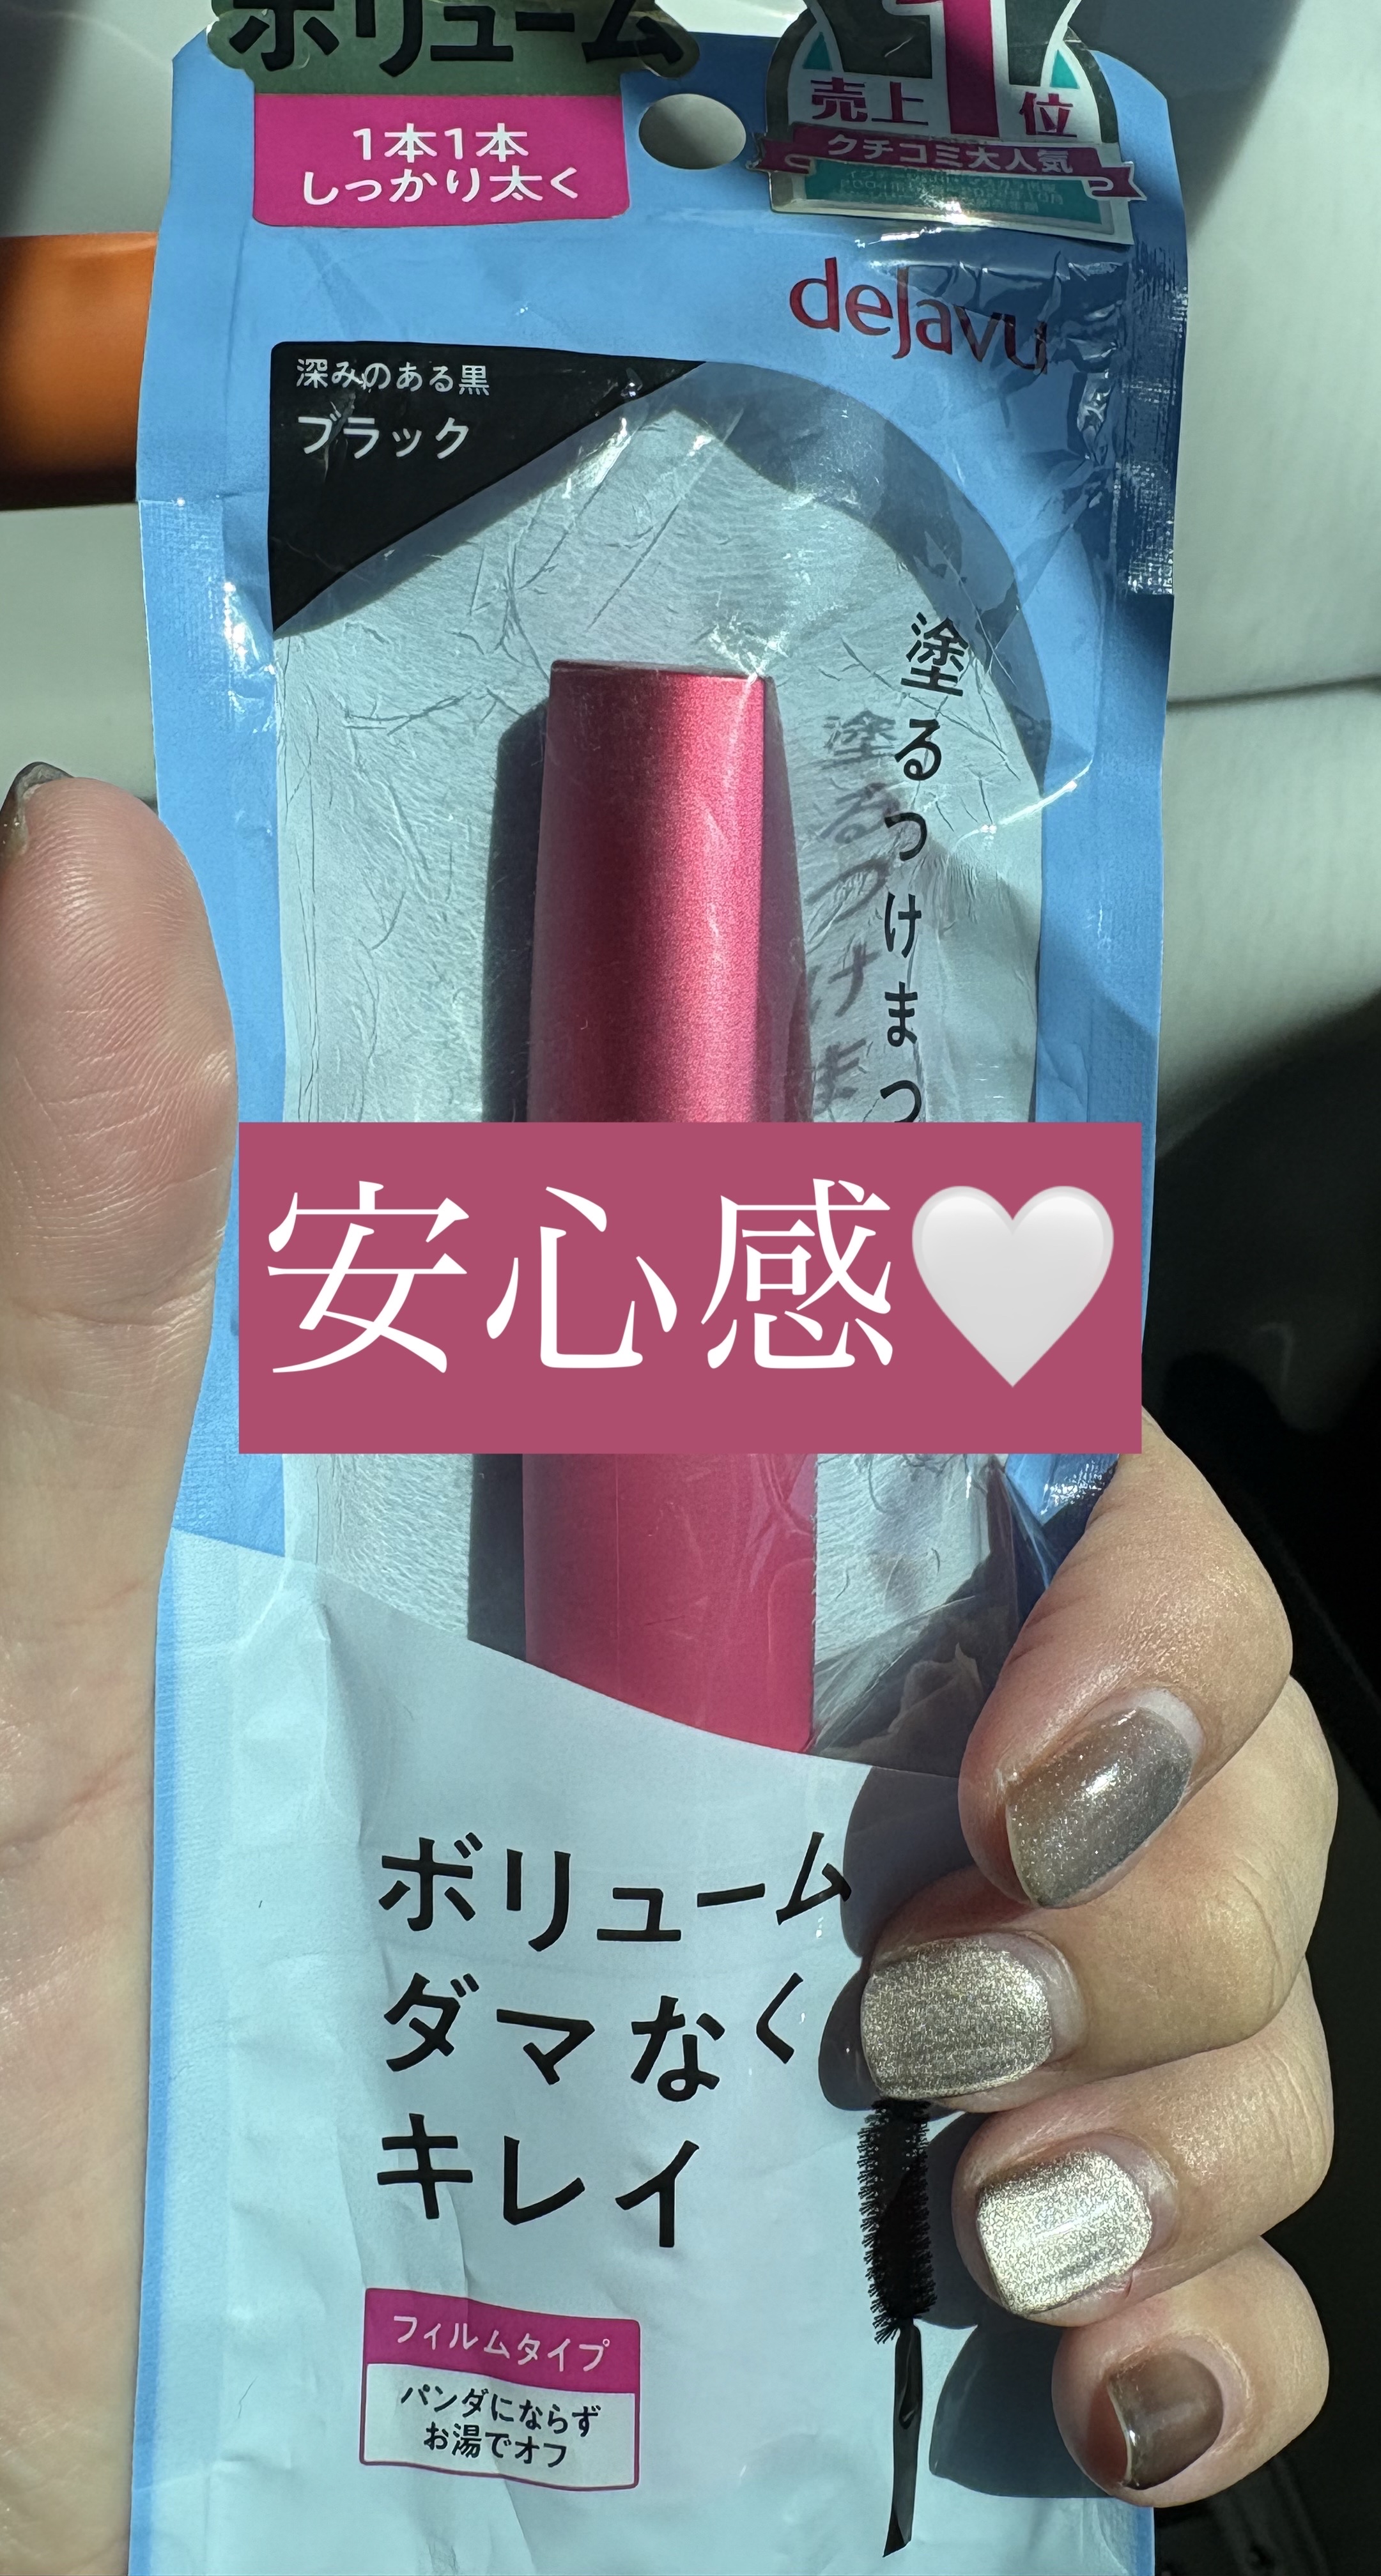 ボリューム
1本1本
しっかり太く
1
売上 位
クチコミ大人気
dejavu
深みのある黒
ブラック
塗るつけまつ
安心感🤍
ボリューム
ダマなく
キレイ
フィルムタイプ
パンダにならず
お湯でオフ